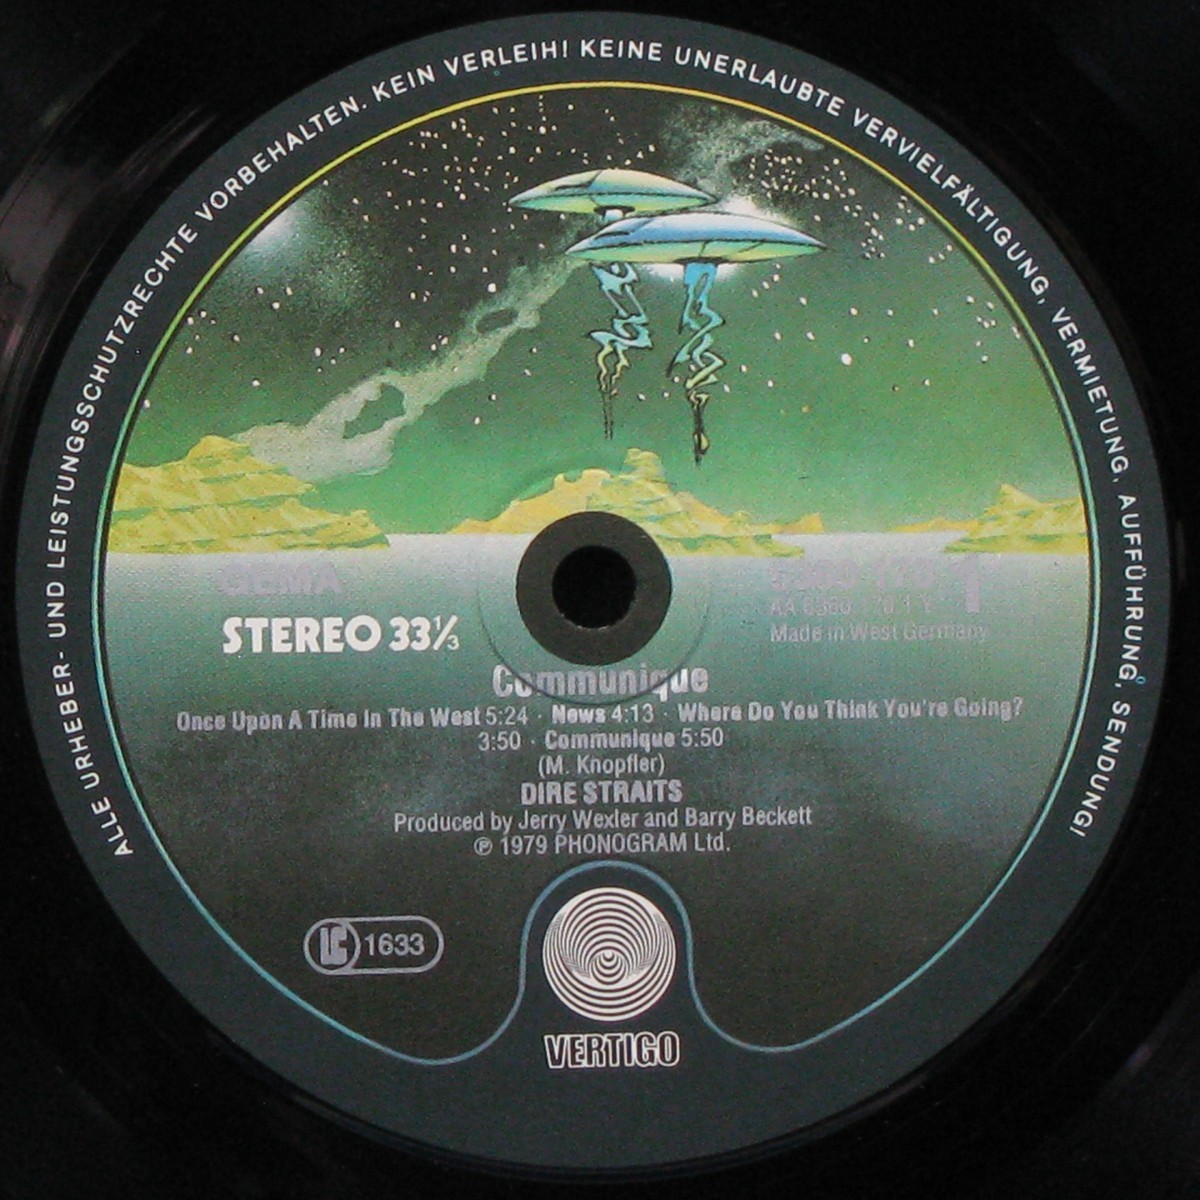 ALLE URHEBER- UND LEISTUNGSSCHUTZRECHTE VORBEHALTEN. KEIN VERLEIH! KEINE UNERLAUBTE VERVIELFÄLTIGUNG, VERMIETUNG, AUFFÜHRUNG, SENDUNG!
GEMA
1
STEREO 33⅓
Made in West Germany
Communique
Once Upon A Time In The West 5:24 · News 4:13 · Where Do You Think You're Going?
3:50 · Communique 5:50
(M. Knopfler)
DIRE STRAITS
Produced by Jerry Wexler and Barry Beckett
℗ 1979 PHONOGRAM Ltd.
LC 1633
VERTIGO